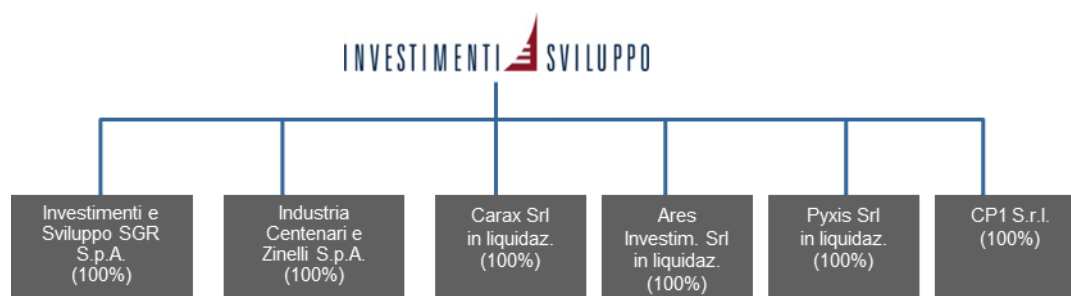 INVESTIMENTI SVILUPPO
Investimenti e
Sviluppo SGR
S.p.A.
(100%)
Industria
Centenari e
Zinelli S.p.A.
(100%)
Carax Srl
in liquidaz.
(100%)
Ares
Investim. Srl
in liquidaz.
(100%)
Pyxis Srl
in liquidaz.
(100%)
CP1 S.r.l.
(100%)